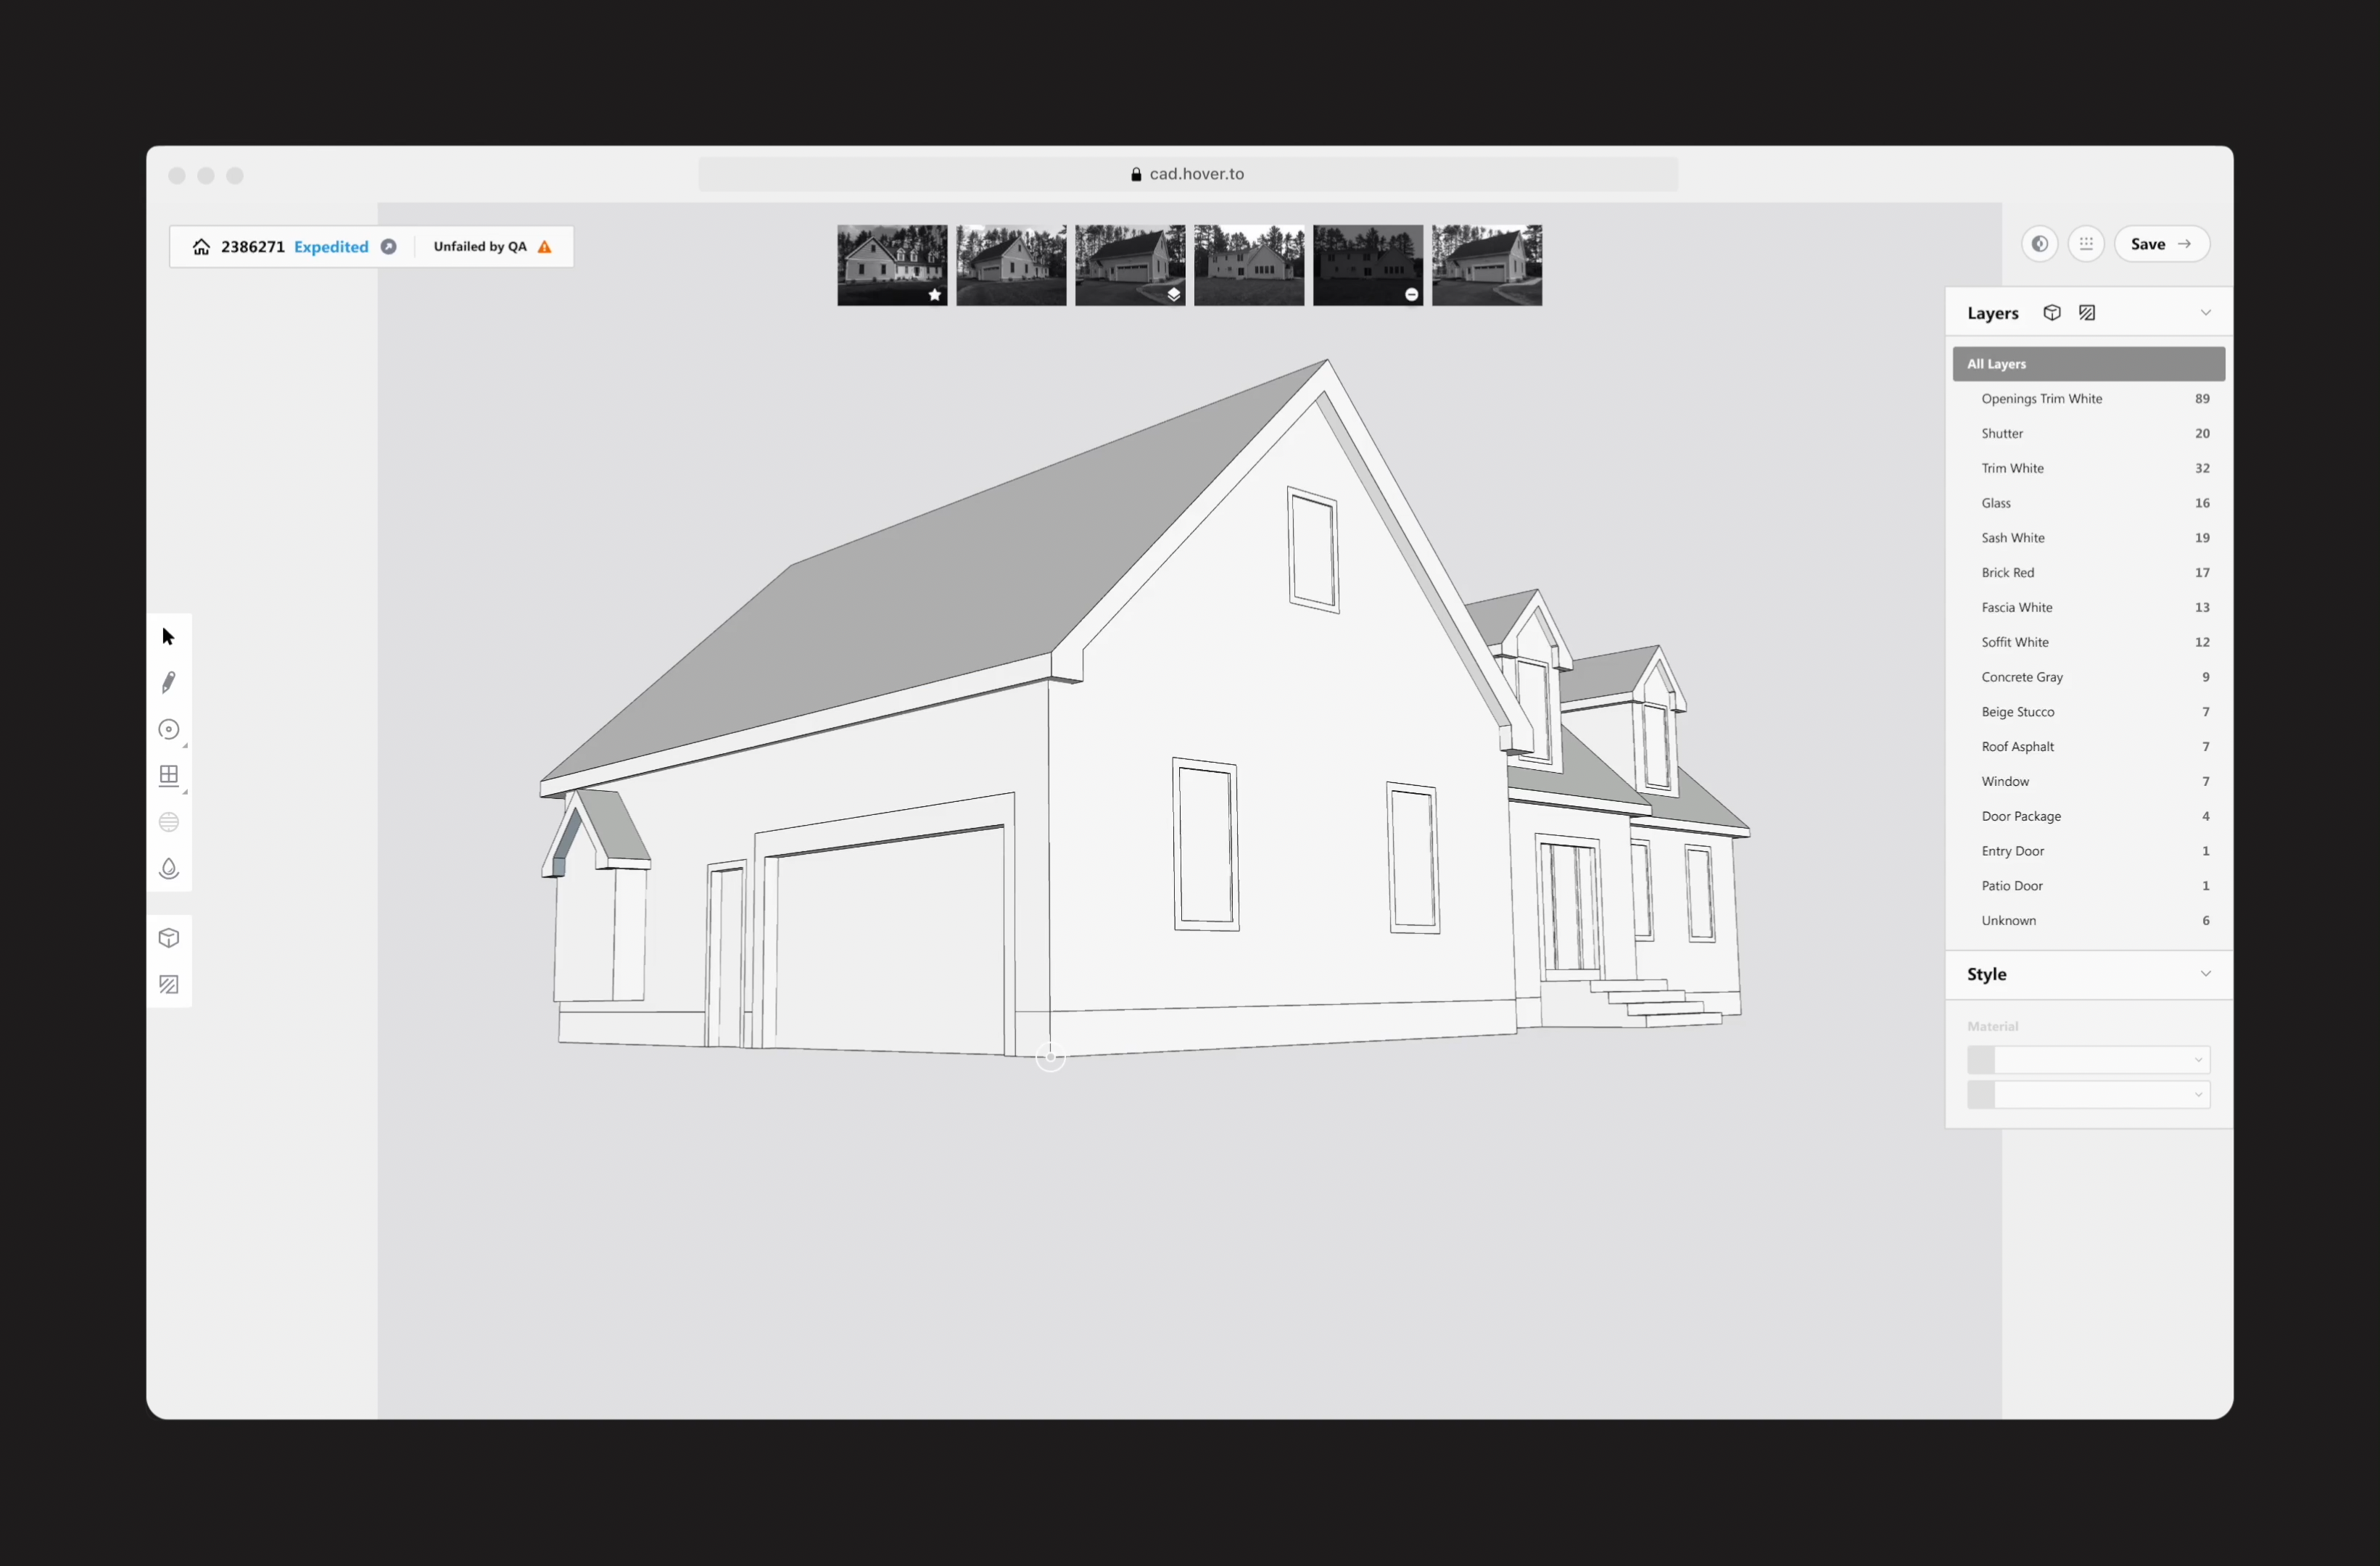 cad.hover.to
2386271 Expedited Unfailed by QA
Save
Layers
All Layers
Openings Trim White 89
Shutter 20
Trim White 32
Glass 16
Sash White 19
Brick Red 17
Fascia White 13
Soffit White 12
Concrete Gray 9
Beige Stucco 7
Roof Asphalt 7
Window 7
Door Package 4
Entry Door 1
Patio Door 1
Unknown 6
Style
Material